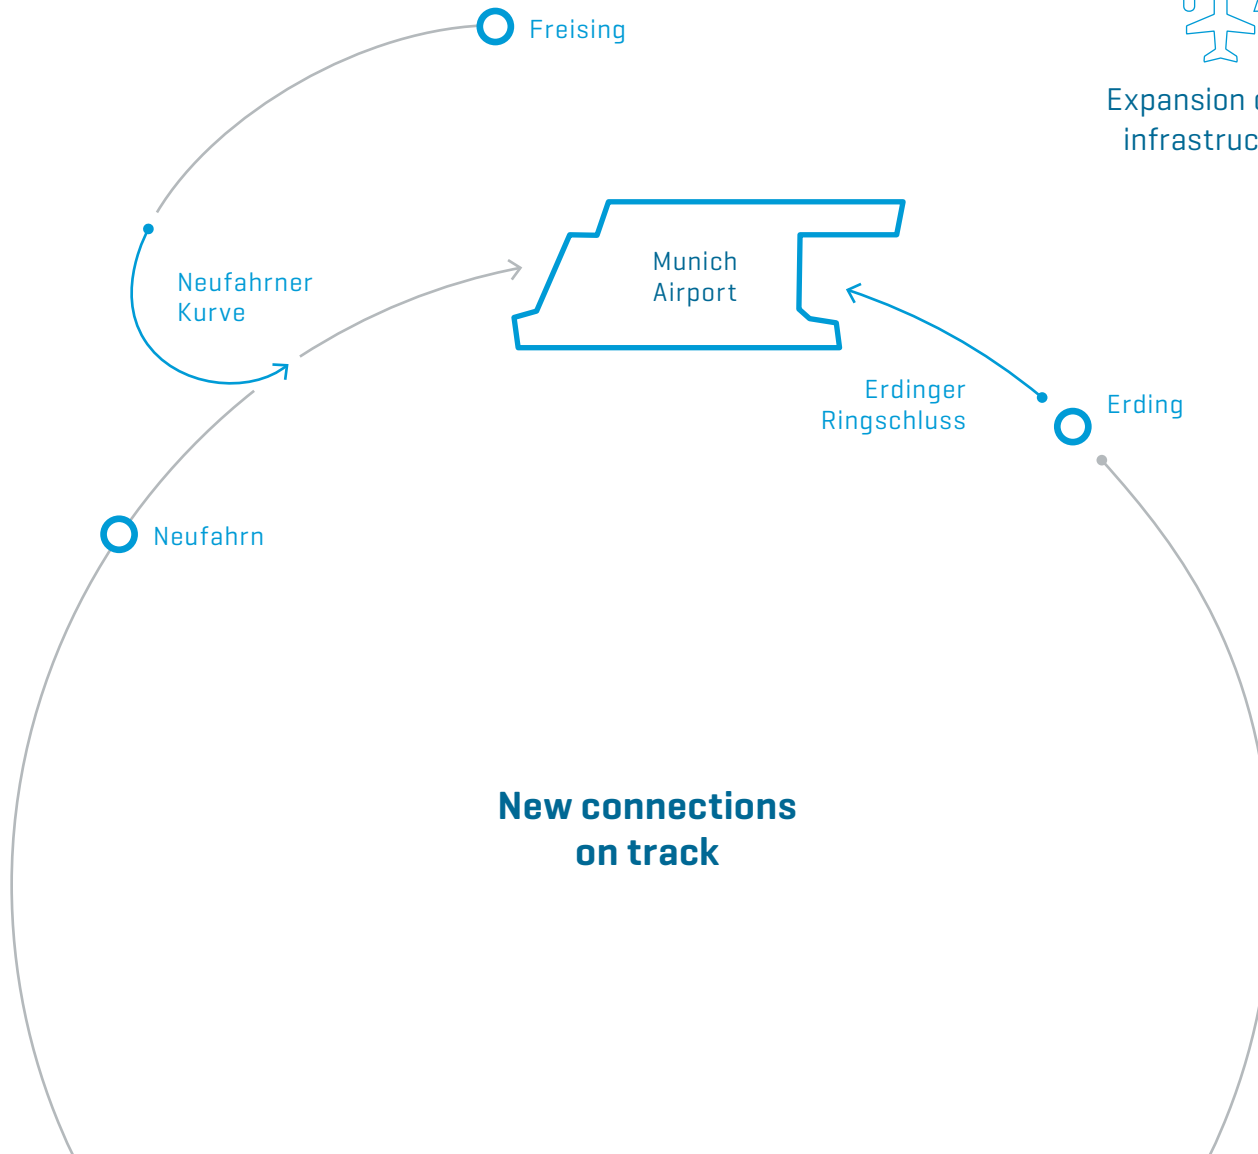 Freising
Expansion
infrastruc
Munich
Airport
Neufahrner
Kurve
Erdinger
Ringschluss
Erding
Neufahrn
New connections
on track